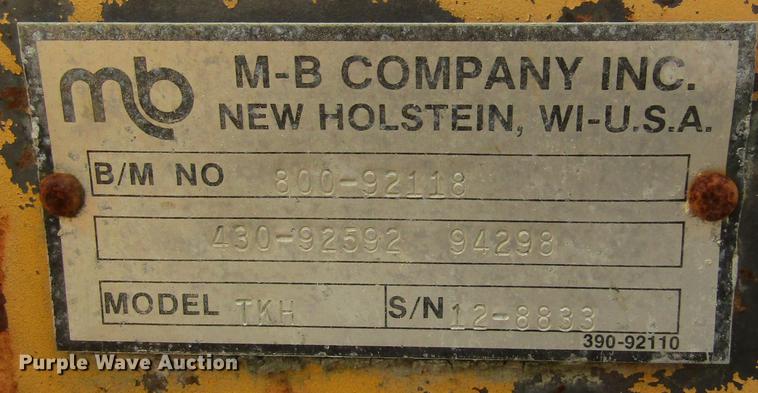 mb
M-B COMPANY INC.
NEW HOLSTEIN, WI-U.S.A.
B/M NO 800-92118
430-92592 94298
MODEL TKH S/N 12-8833
390-92110
Purple Wave Auction